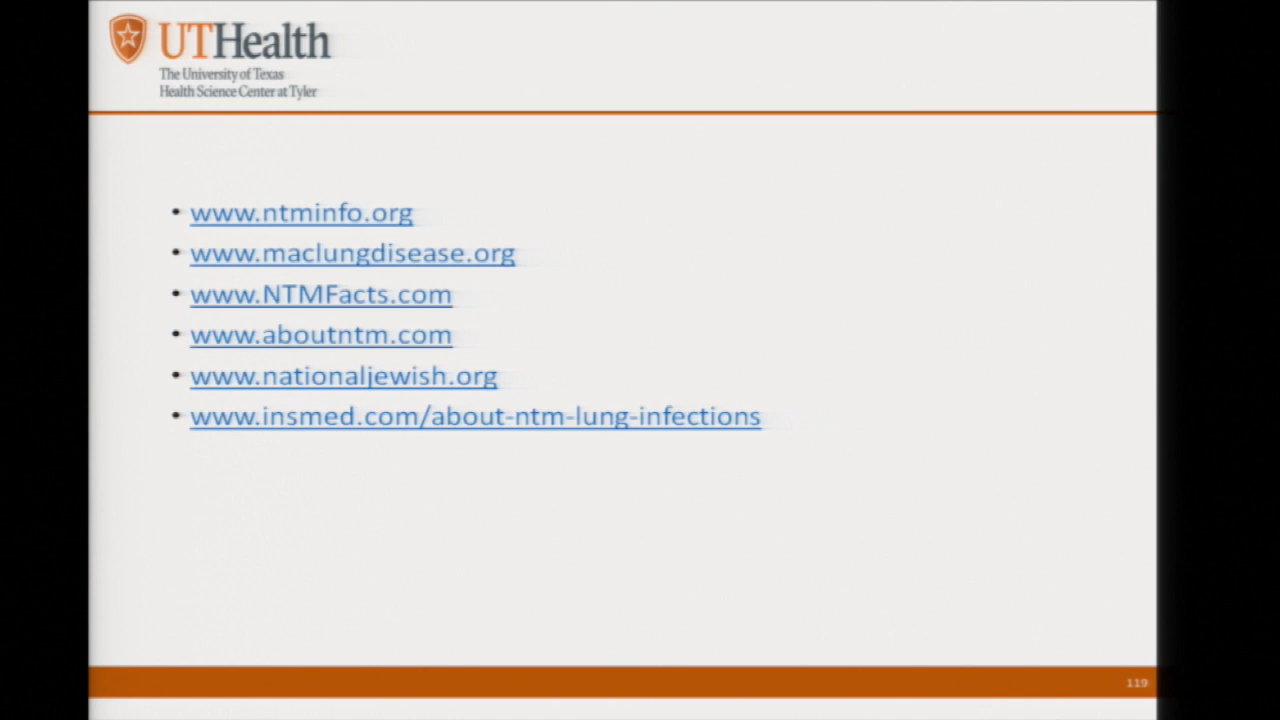 UTHealth
The University of Texas
Health Science Center at Tyler
• www.ntminfo.org
• www.maclungdisease.org
• www.NTMFacts.com
• www.aboutntm.com
• www.nationaljewish.org
• www.insmed.com/about-ntm-lung-infections
119